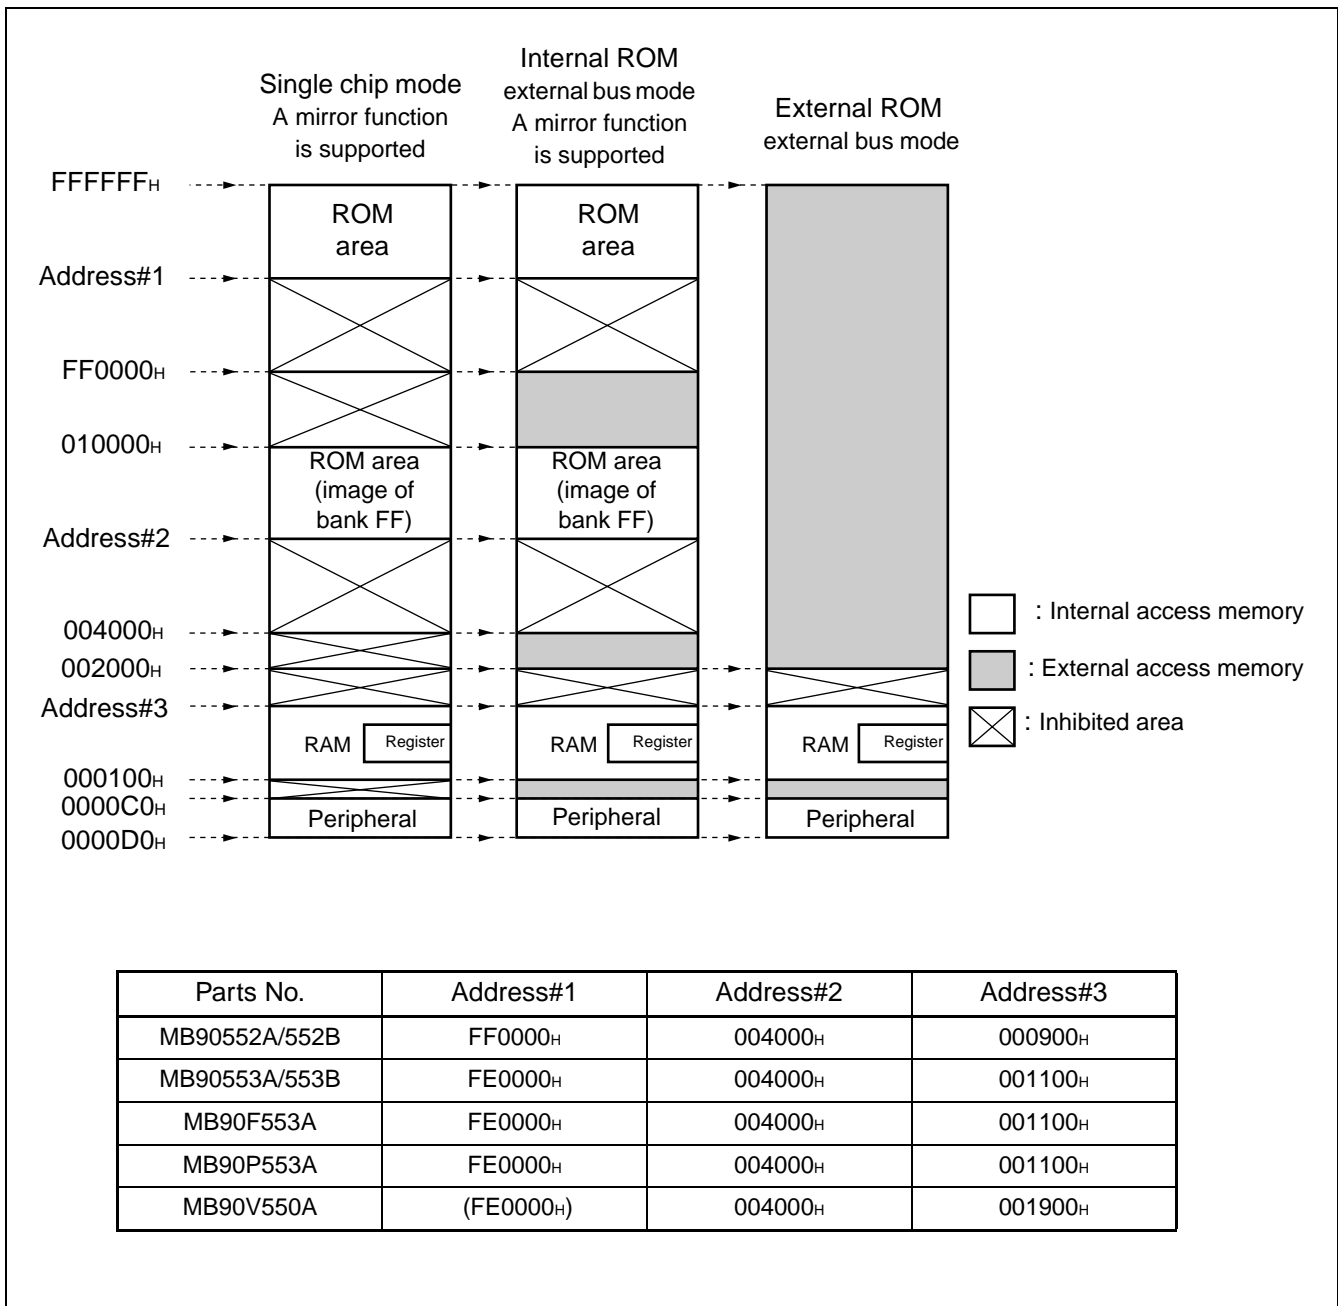 Single chip mode
A mirror function
is supported
Internal ROM
external bus mode
A mirror function
is supported
External ROM
external bus mode
FFFFFFH
ROM
area
ROM
area
Address#1
FF0000H
010000H
ROM area
(image of
bank FF)
ROM area
(image of
bank FF)
Address#2
004000H
002000H
Address#3
RAM Register
RAM Register
RAM Register
000100H
0000C0H
Peripheral
Peripheral
Peripheral
0000D0H
: Internal access memory
: External access memory
: Inhibited area
Parts No. Address#1 Address#2 Address#3
MB90552A/552B FF0000H 004000H 000900H
MB90553A/553B FE0000H 004000H 001100H
MB90F553A FE0000H 004000H 001100H
MB90P553A FE0000H 004000H 001100H
MB90V550A (FE0000H) 004000H 001900H